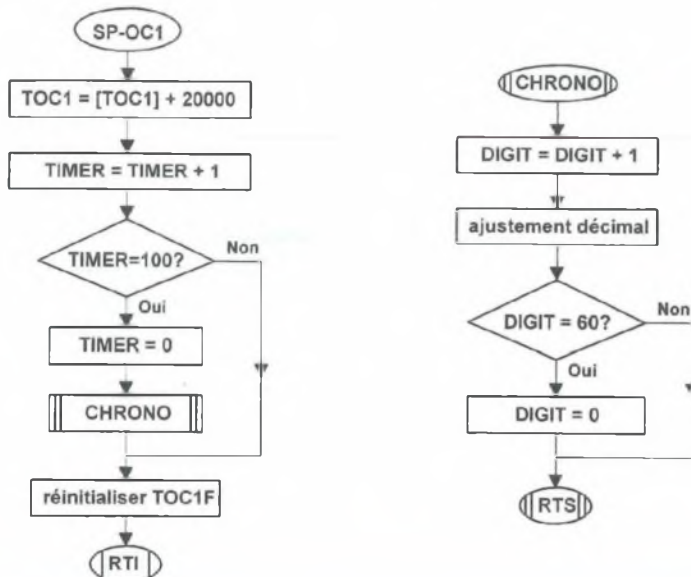 SP-OC1
TOC1 = [TOC1] + 20000
TIMER = TIMER + 1
TIMER=100?
Non
Oui
TIMER = 0
CHRONO
réinitialiser TOC1F
RTI
CHRONO
DIGIT = DIGIT + 1
ajustement décimal
DIGIT = 60?
Non
Oui
DIGIT = 0
RTS